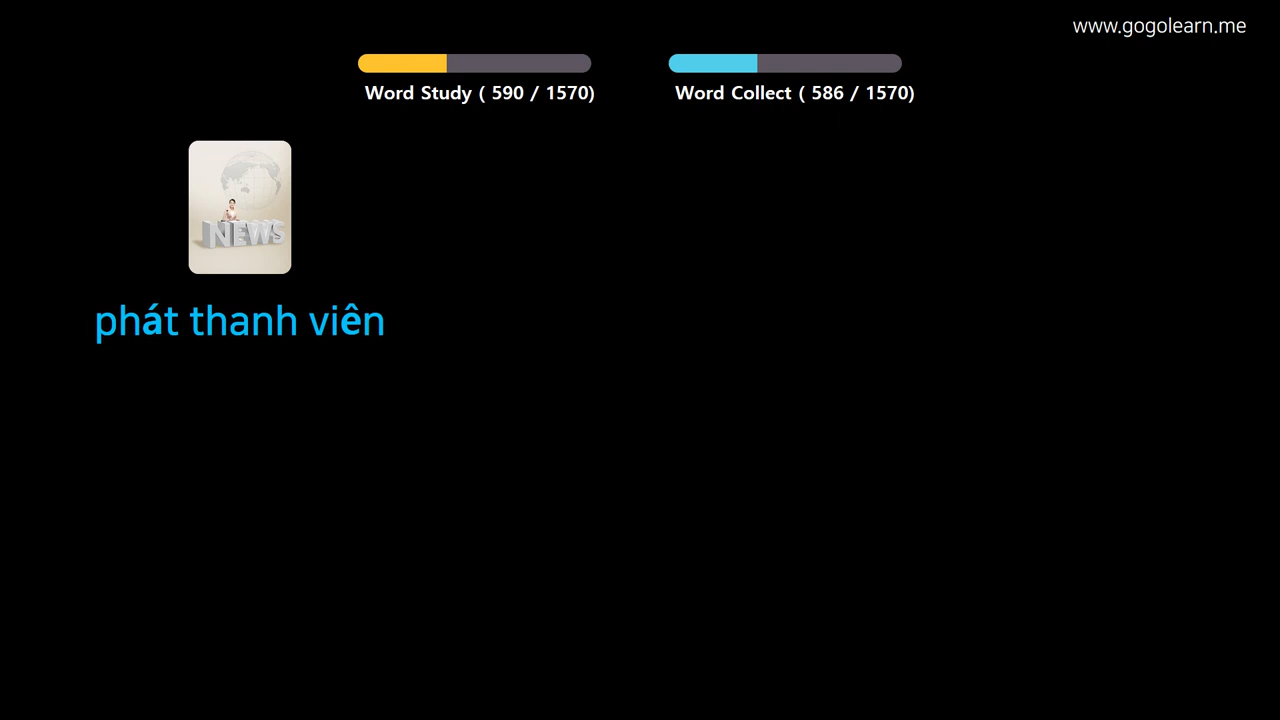 www.gogolearn.me
Word Study ( 590 / 1570)
Word Collect ( 586 / 1570)
NEWS
phát thanh viên